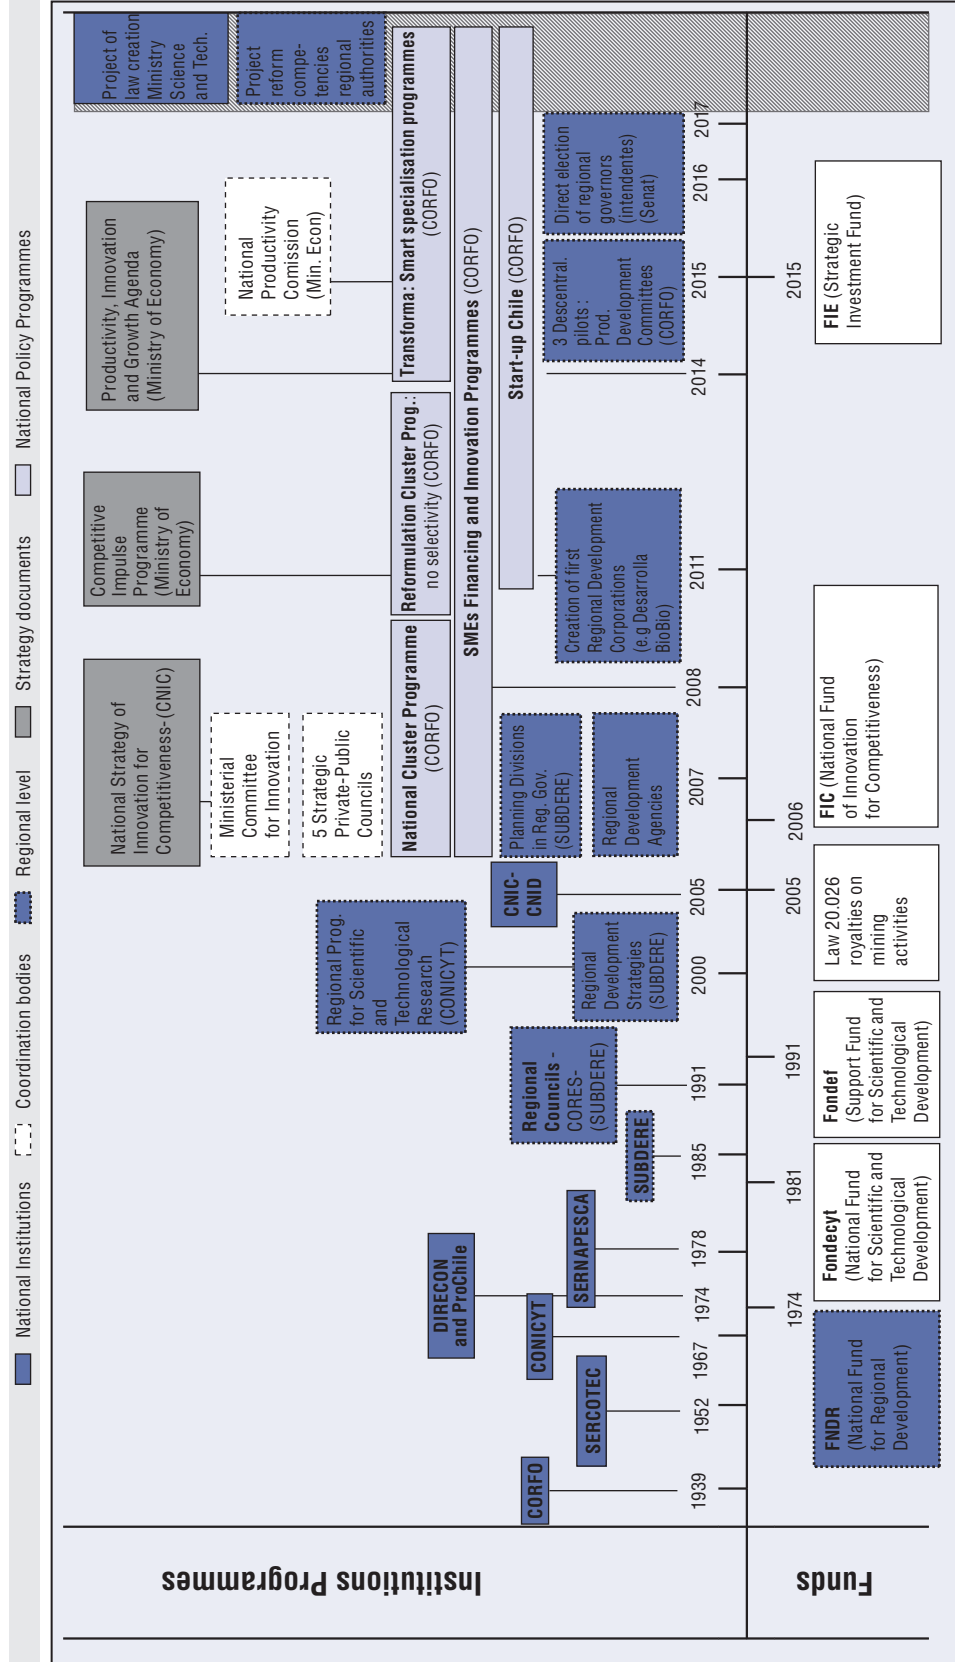 National Institutions
Coordination bodies
Regional level
Strategy documents
National Policy Programmes
Institutions Programmes
National Strategy of
Innovation for
Competitiveness-(CNIC)
Competitive
Impulse
Programme
(Ministry of
Economy)
Productivity, Innovation
and Growth Agenda
(Ministry of Economy)
Project of
law creation
Ministry
Science
and Tech.
Ministerial
Committee
for Innovation
5 Strategic
Private-Public
Councils
National
Productivity
Comission
(Min. Econ)
Project
reform
compe-
tencies
regional
authorities
Regional Prog.
for Scientific
and
Technological
Research
(CONICYT)
National Cluster Programme
(CORFO)
Reformulation Cluster Prog.:
no selectivity (CORFO)
Transforma: Smart specialisation programmes
(CORFO)
SMEs Financing and Innovation Programmes (CORFO)
Start-up Chile (CORFO)
CORFO
SERCOTEC
CONICYT
DIRECON
and ProChile
SERNAPESCA
SUBDERE
Regional
Councils -
CORES-
(SUBDERE)
Regional
Development
Strategies
(SUBDERE)
CNIC-
CNID
Planning Divisions
in Reg. Gov.
(SUBDERE)
Regional
Development
Agencies
Creation of first
Regional Development
Corporations
(e.g Desarrolla
BioBio)
3 Descentral.
pilots :
Prod.
Development
Committees
(CORFO)
Direct election
of regional
governors
(intendentes)
(Senat)
1939
1952
1967
1974
1978
1985
1991
2000
2005
2007
2008
2011
2014
2015
2016
2017
Funds
1974
1981
1991
2005
2006
2015
FNDR
(National Fund
for Regional
Development)
Fondecyt
(National Fund
for Scientific and
Technological
Development)
Fondef
(Support Fund
for Scientific and
Technological
Development)
Law 20.026
royalties on
mining
activities
FIC (National Fund
of Innovation
for Competitiveness)
FIE (Strategic
Investment Fund)